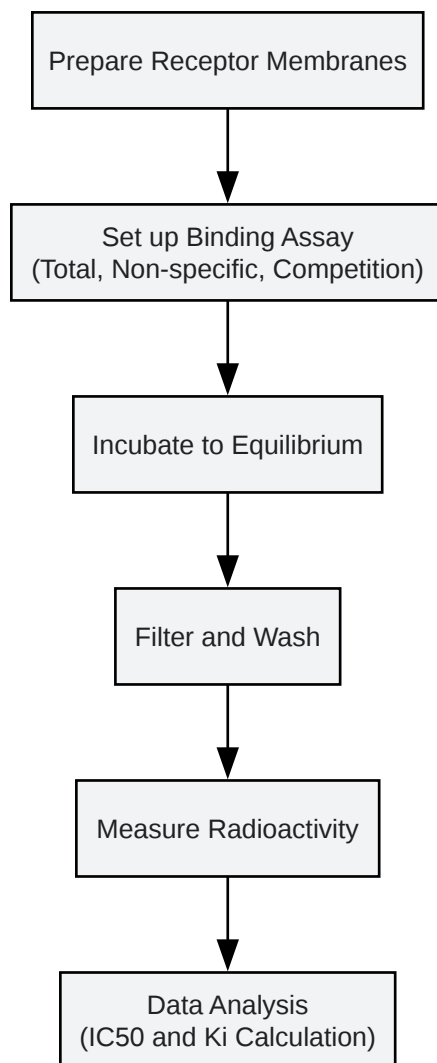 Prepare Receptor Membranes
Set up Binding Assay
(Total, Non-specific, Competition)
Incubate to Equilibrium
Filter and Wash
Measure Radioactivity
Data Analysis
(IC50 and Ki Calculation)